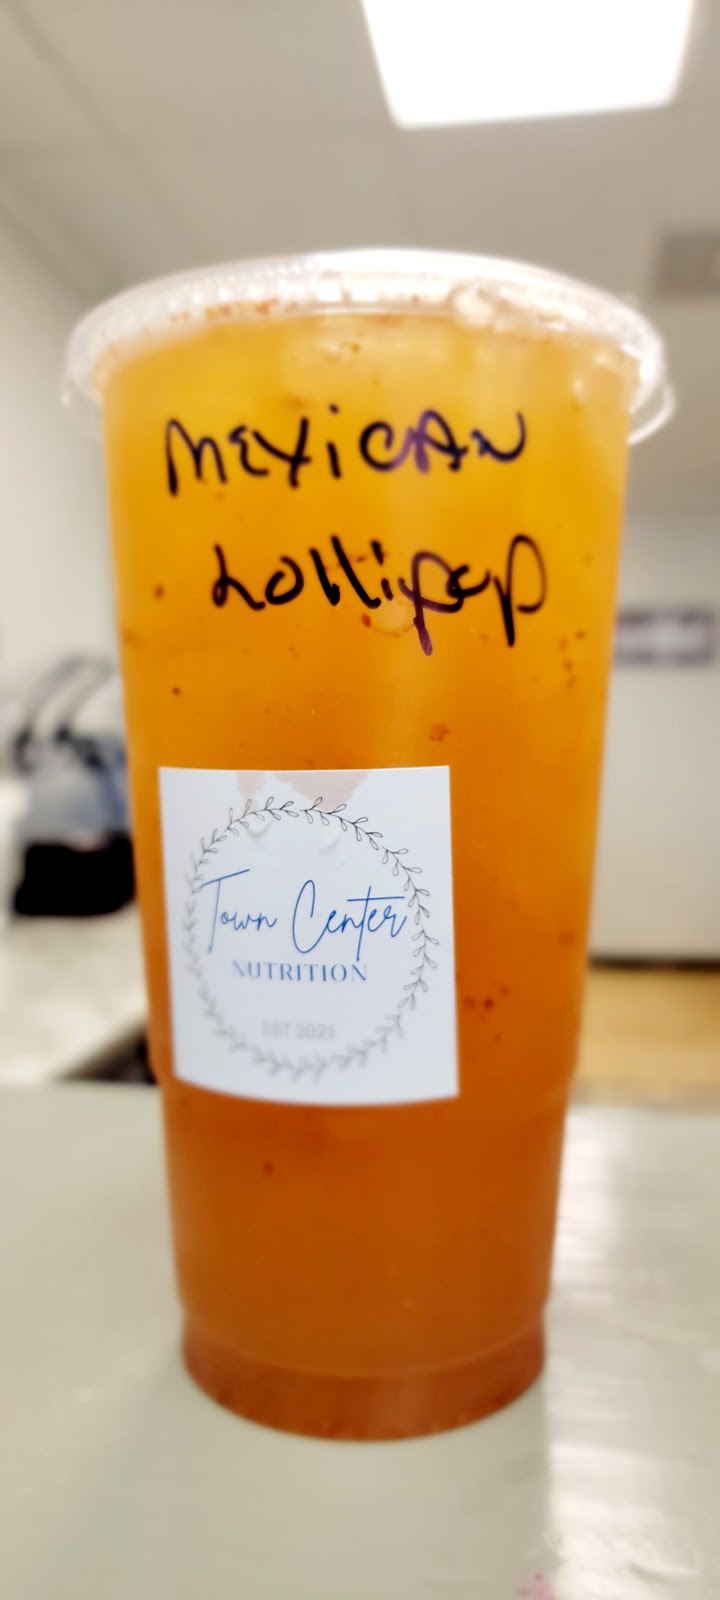 MEXICAN
Lollipop
Town Center
NUTRITION
EST 2021